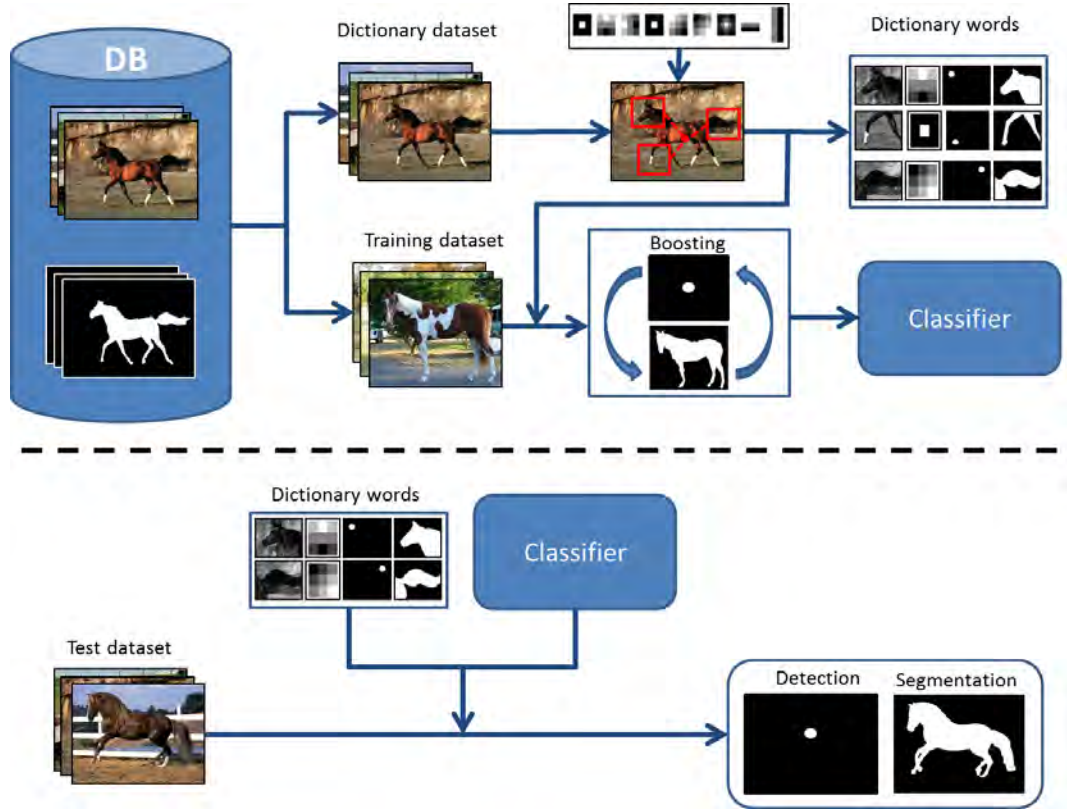 DB
Dictionary dataset
Dictionary words
Training dataset
Boosting
Classifier
Dictionary words
Classifier
Test dataset
Detection
Segmentation